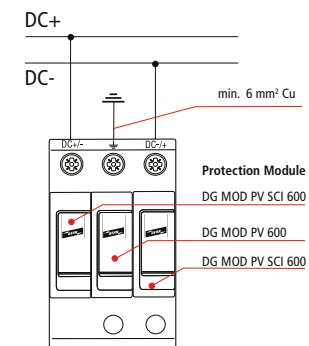 DC+
DC-
min. 6 mm² Cu
DC+/-
DC-/+
Protection Module
DG MOD PV SCI 600
DG MOD PV 600
DG MOD PV SCI 600